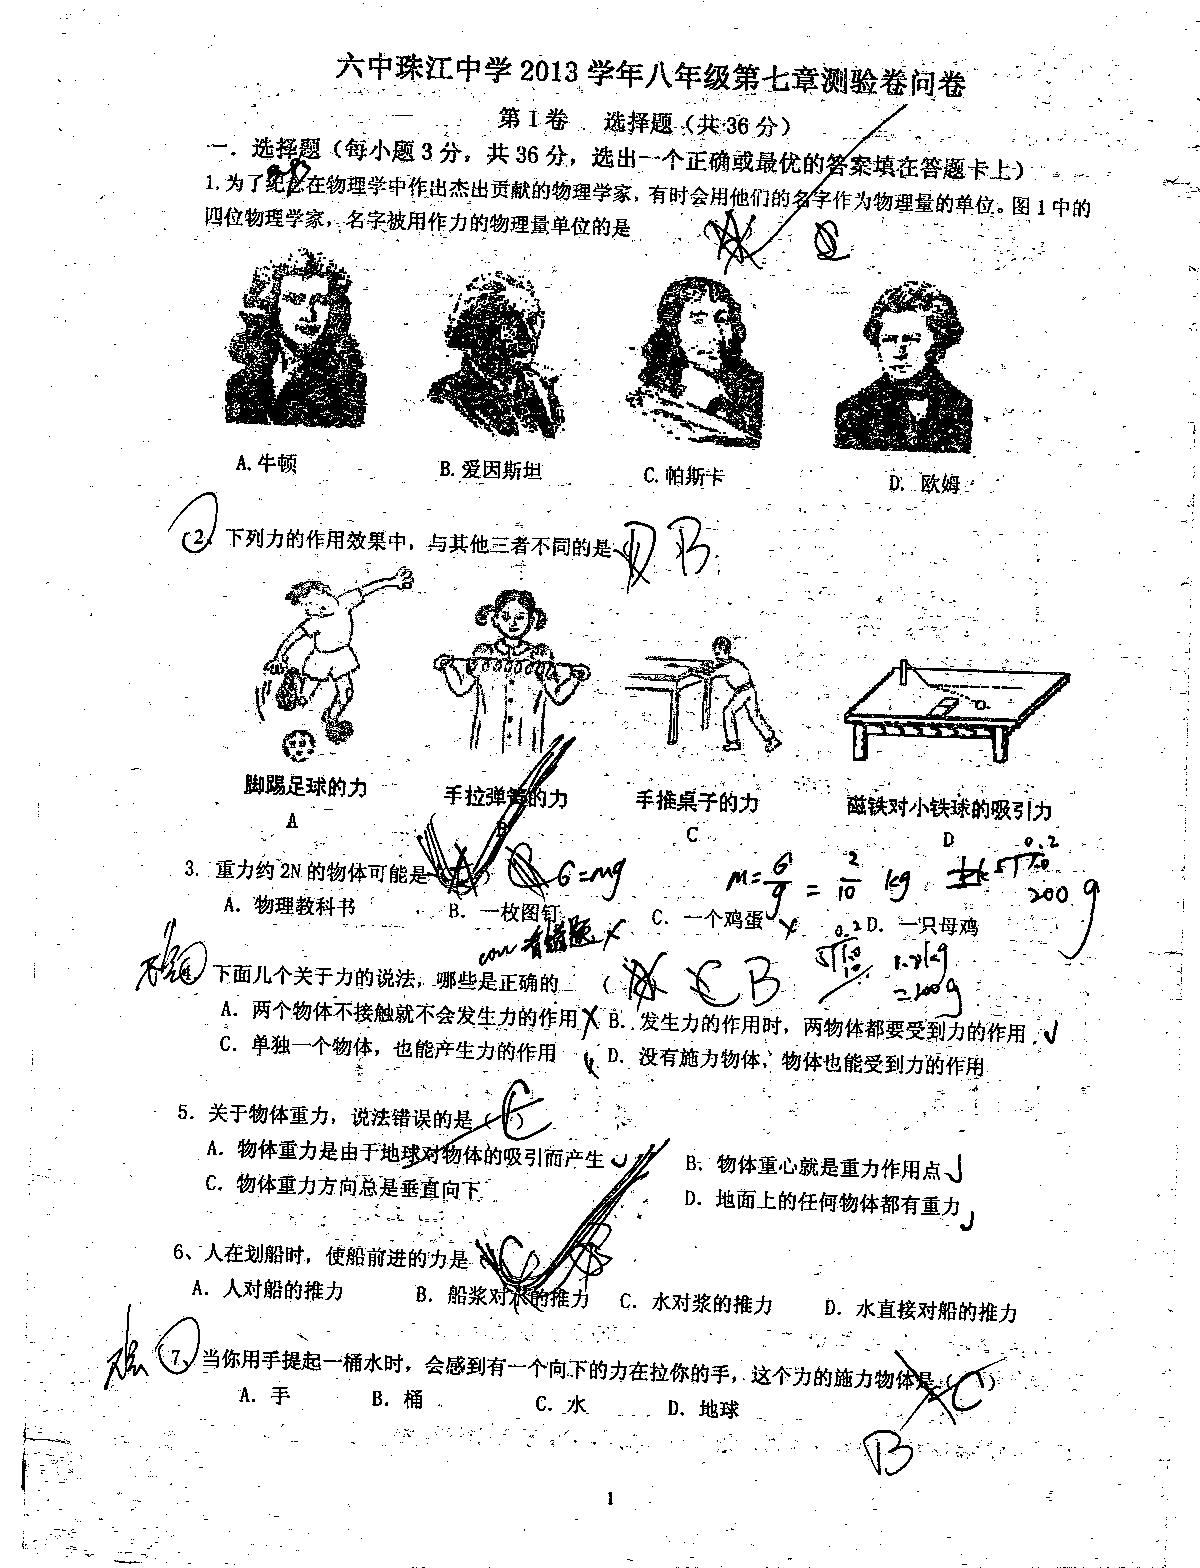 六中珠江中学2013学年八年级第七章测验卷问卷
第I卷 选择题（共36分）
一．选择题（每小题3分，共36分，选出一个正确或最优的答案填在答题卡上）
1.为了纪念在物理学中作出杰出贡献的物理学家，有时会用他们的名字作为物理量的单位。图1中的
四位物理学家，名字被用作力的物理量单位的是
A.牛顿 B.爱因斯坦 C.帕斯卡 D. 欧姆
2. 下列力的作用效果中，与其他三者不同的是 B
脚踢足球的力 手拉弹簧的力 手推桌子的力 磁铁对小铁球的吸引力
A B C D
3. 重力约2N的物体可能是（ ） G=mg m=G/g = 2/10 kg 200g
A. 物理教科书 B. 一枚图钉 C. 一个鸡蛋 D. 一只母鸡
下面几个关于力的说法，哪些是正确的 （ B
A. 两个物体不接触就不会发生力的作用 B. 发生力的作用时，两物体都要受到力的作用
C. 单独一个物体，也能产生力的作用 D. 没有施力物体，物体也能受到力的作用
5. 关于物体重力，说法错误的是（ C ）
A. 物体重力是由于地球对物体的吸引而产生 B. 物体重心就是重力作用点
C. 物体重力方向总是垂直向下 D. 地面上的任何物体都有重力
6、人在划船时，使船前进的力是（ C
A. 人对船的推力 B. 船浆对水的推力 C. 水对浆的推力 D. 水直接对船的推力
7. 当你用手提起一桶水时，会感到有一个向下的力在拉你的手，这个力的施力物体是（ C ）
A. 手 B. 桶 C. 水 D. 地球
B
1